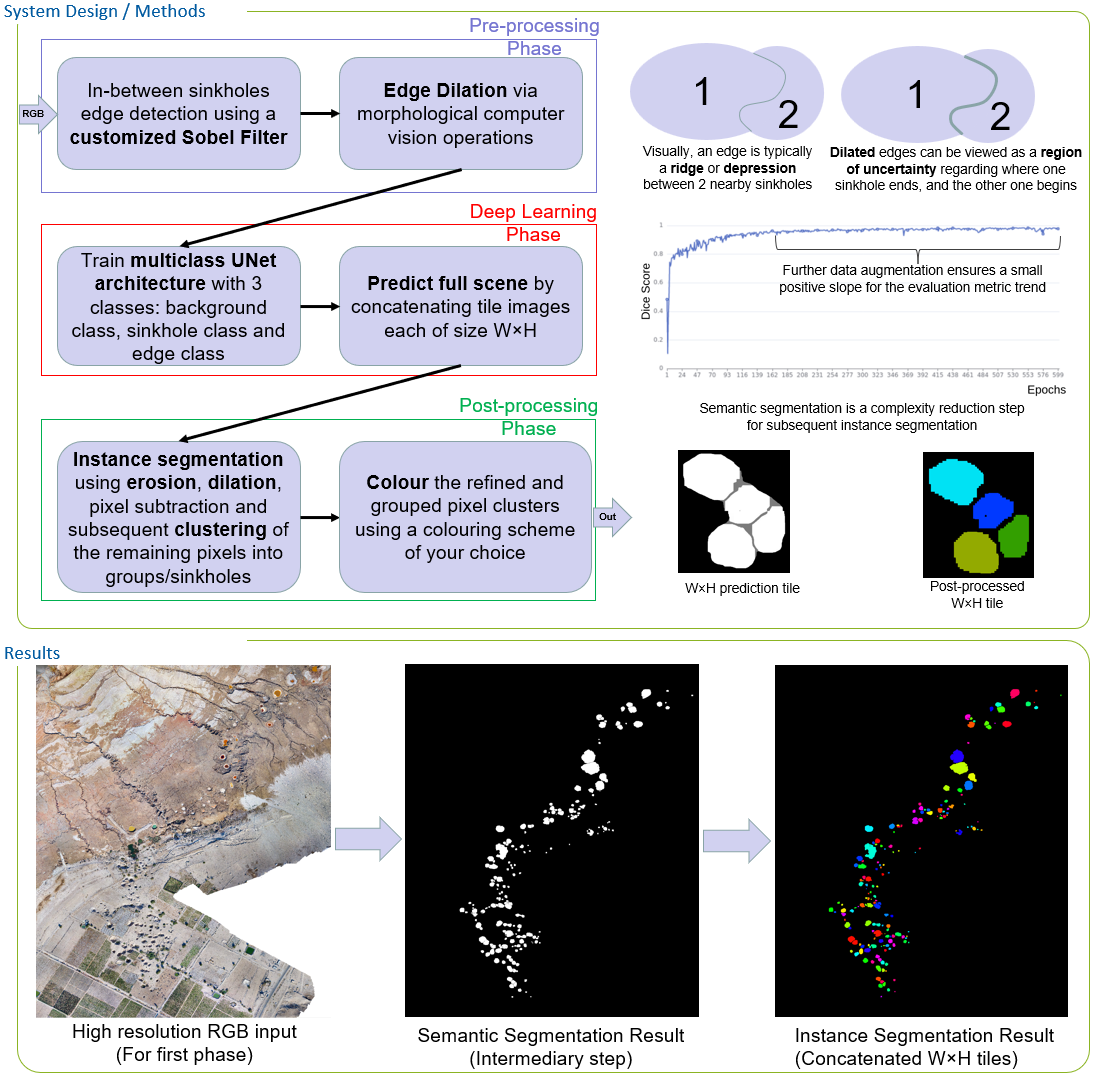 System Design / Methods
Pre-processing
Phase
RGB
In-between sinkholes
edge detection using a
customized Sobel Filter
Edge Dilation via
morphological computer
vision operations
1
2
1
2
Visually, an edge is typically
a ridge or depression
between 2 nearby sinkholes
Dilated edges can be viewed as a region
of uncertainty regarding where one
sinkhole ends, and the other one begins
Deep Learning
Phase
Train multiclass UNet
architecture with 3
classes: background
class, sinkhole class and
edge class
Predict full scene by
concatenating tile images
each of size W×H
Dice Score
1
0.8
0.6
0.4
0.2
0
Further data augmentation ensures a small
positive slope for the evaluation metric trend
1 24 47 70 93 116 139 162 185 208 231 254 277 300 323 346 369 392 415 438 461 484 507 530 553 576 599
Epochs
Semantic segmentation is a complexity reduction step
for subsequent instance segmentation
Post-processing
Phase
Instance segmentation
using erosion, dilation,
pixel subtraction and
subsequent clustering of
the remaining pixels into
groups/sinkholes
Colour the refined and
grouped pixel clusters
using a colouring scheme
of your choice
Out
W×H prediction tile
Post-processed
W×H tile
Results
High resolution RGB input
(For first phase)
Semantic Segmentation Result
(Intermediary step)
Instance Segmentation Result
(Concatenated W×H tiles)